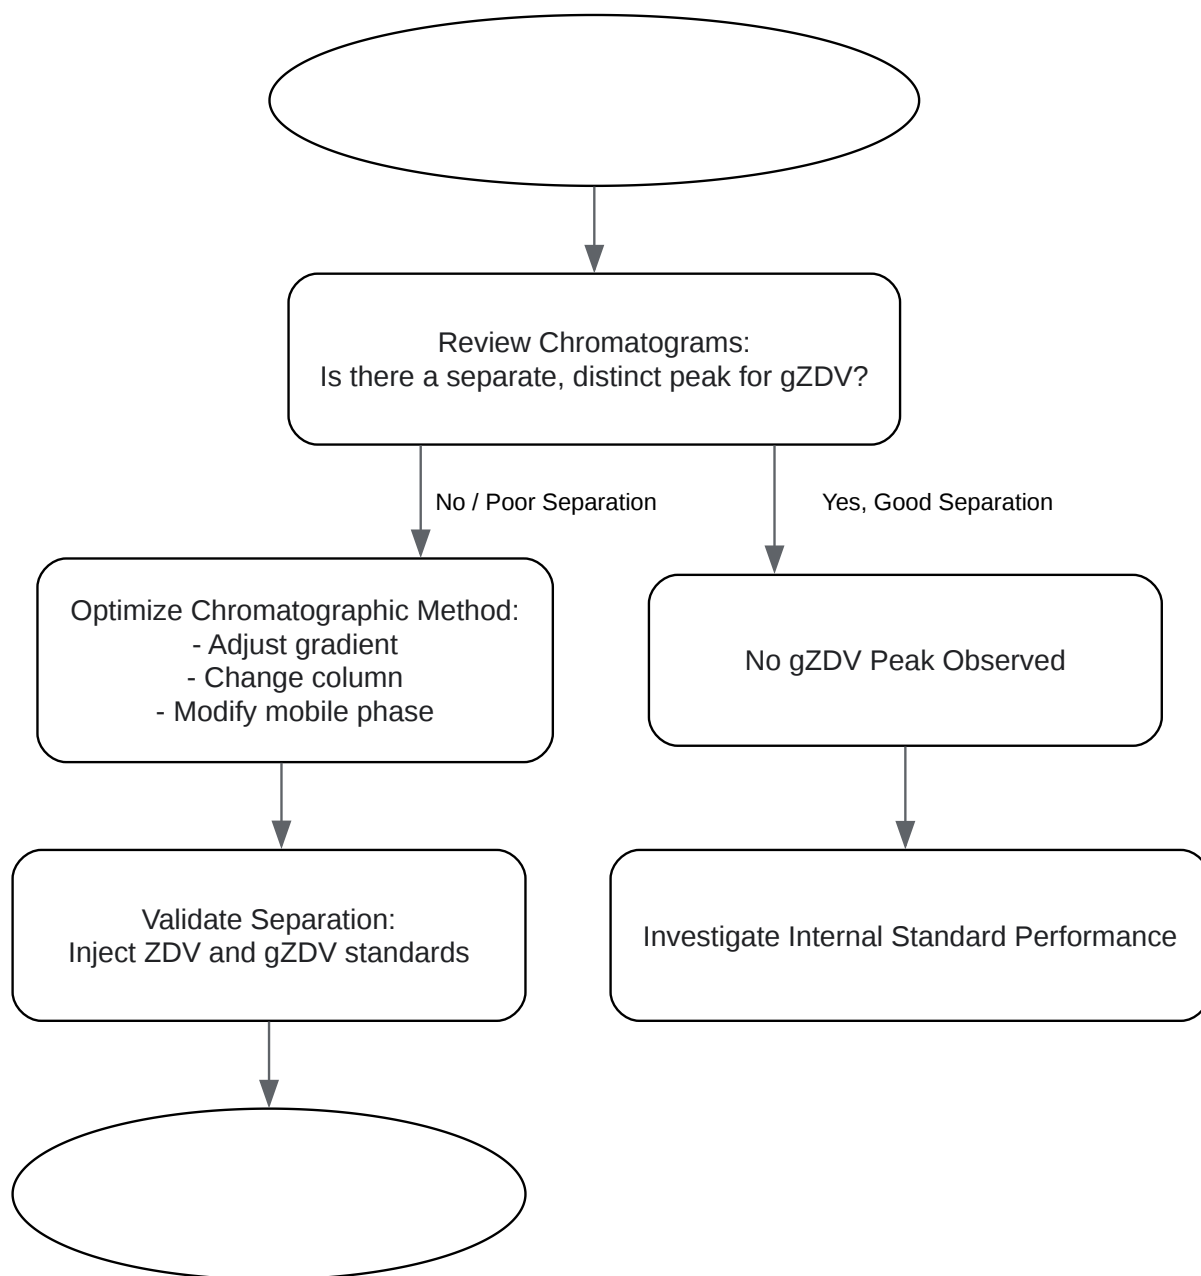 Review Chromatograms:
Is there a separate, distinct peak for gZDV?
No / Poor Separation
Yes, Good Separation
Optimize Chromatographic Method:
- Adjust gradient
- Change column
- Modify mobile phase
No gZDV Peak Observed
Validate Separation:
Inject ZDV and gZDV standards
Investigate Internal Standard Performance